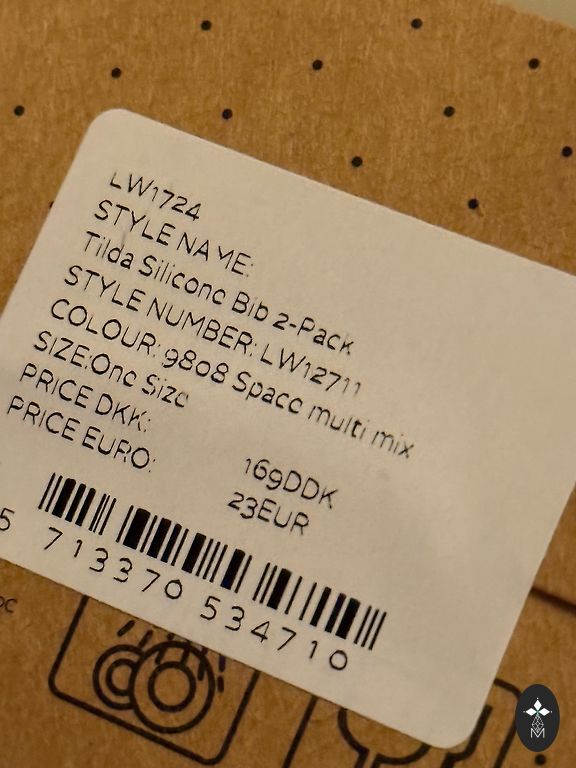 LW1724
STYLE NAME:
Tilda Silicone Bib 2-Pack
STYLE NUMBER: LW12711
COLOUR: 9808 Space multi mix
SIZE:One Size
PRICE DKK: 169DDK
PRICE EURO: 23EUR
5 713370 534710
M